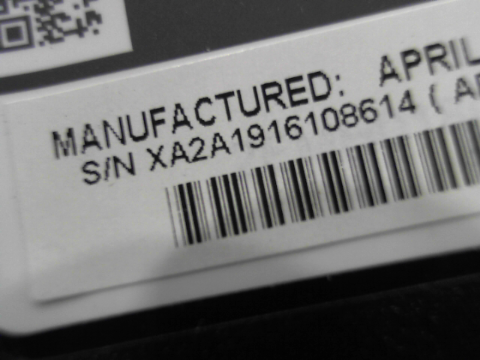 MANUFACTURED: APRIL
S/N XA2A1916108614 ( A